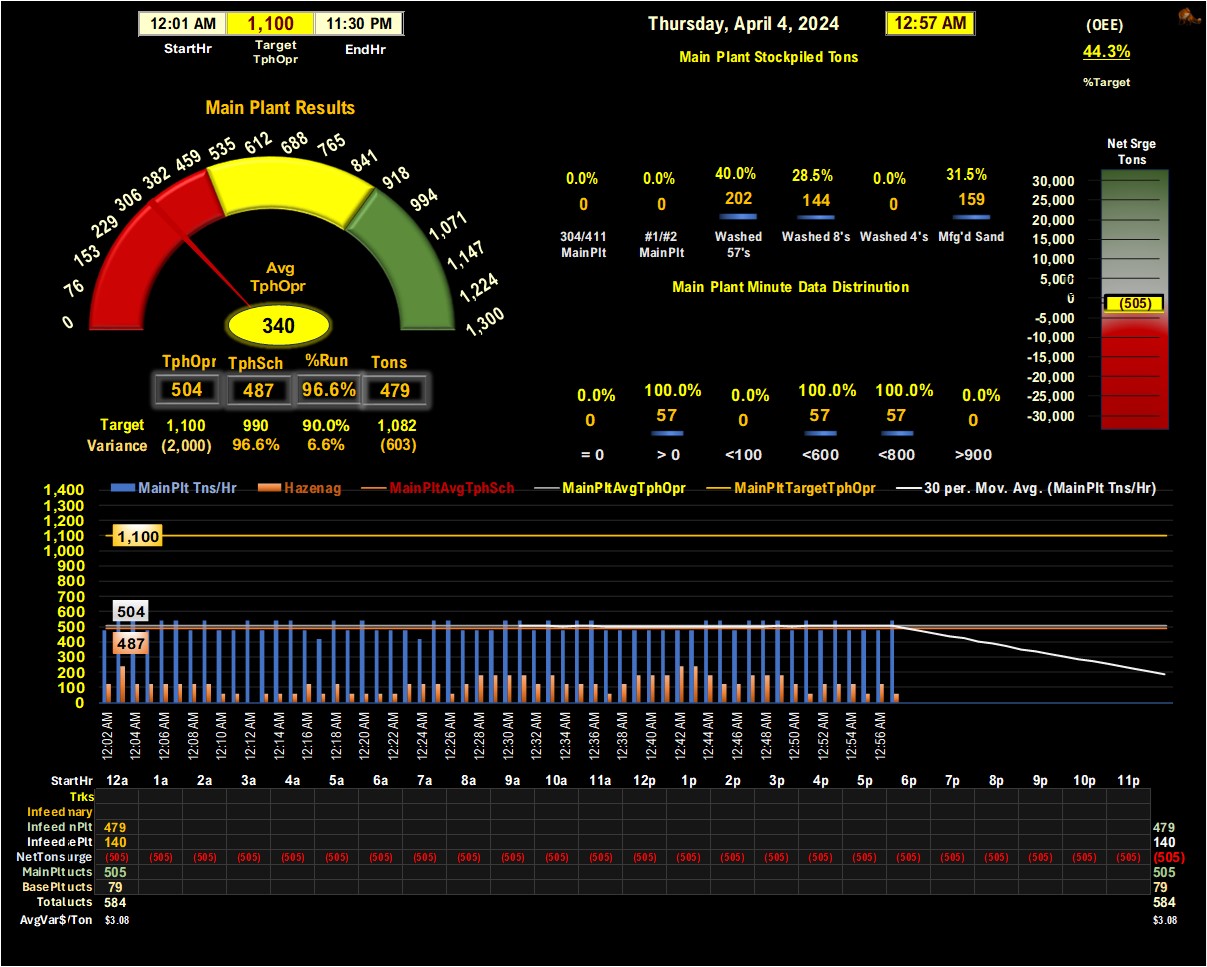 12:01 AM 1,100 11:30 PM
StartHr Target TphOpr EndHr
Thursday, April 4, 2024 12:57 AM
Main Plant Stockpiled Tons
(OEE)
44.3%
%Target
Main Plant Results
0 76 153 229 306 382 459 535 612 688 765 841 918 994 1,071 1,147 1,224 1,300
Avg
TphOpr
340
TphOpr TphSch %Run Tons
504 487 96.6% 479
Target 1,100 990 90.0% 1,082
Variance (2,000) 96.6% 6.6% (603)
0.0% 0.0% 40.0% 28.5% 0.0% 31.5%
0 0 202 144 0 159
304/411 MainPlt #1/#2 MainPlt Washed 57's Washed 8's Washed 4's Mfg'd Sand
Main Plant Minute Data Distrinution
0.0% 100.0% 0.0% 100.0% 100.0% 0.0%
0 57 0 57 57 0
= 0 > 0 <100 <600 <800 >900
Net Srge
Tons
30,000
25,000
20,000
15,000
10,000
5,000
0
(505)
-5,000
-10,000
-15,000
-20,000
-25,000
-30,000
MainPlt Tns/Hr Hazenag MainPltAvgTphSch MainPltAvgTphOpr MainPltTargetTphOpr 30 per. Mov. Avg. (MainPlt Tns/Hr)
1,400
1,300
1,200
1,100
1,000
900
800
700
600
500
400
300
200
100
0
1,100
504
487
12:02 AM 12:04 AM 12:06 AM 12:08 AM 12:10 AM 12:12 AM 12:14 AM 12:16 AM 12:18 AM 12:20 AM 12:22 AM 12:24 AM 12:26 AM 12:28 AM 12:30 AM 12:32 AM 12:34 AM 12:36 AM 12:38 AM 12:40 AM 12:42 AM 12:44 AM 12:46 AM 12:48 AM 12:50 AM 12:52 AM 12:54 AM 12:56 AM
StartHr 12a 1a 2a 3a 4a 5a 6a 7a 8a 9a 10a 11a 12p 1p 2p 3p 4p 5p 6p 7p 8p 9p 10p 11p
Trks
Infeed mary
Infeed nPlt 479 479
Infeed ePlt 140 140
NetTons urge (505) (505) (505) (505) (505) (505) (505) (505) (505) (505) (505) (505) (505) (505) (505) (505) (505) (505) (505) (505) (505) (505) (505) (505) (505)
MainPlt ucts 505 505
BasePlt ucts 79 79
Total ucts 584 584
AvgVar$/Ton $3.08 $3.08